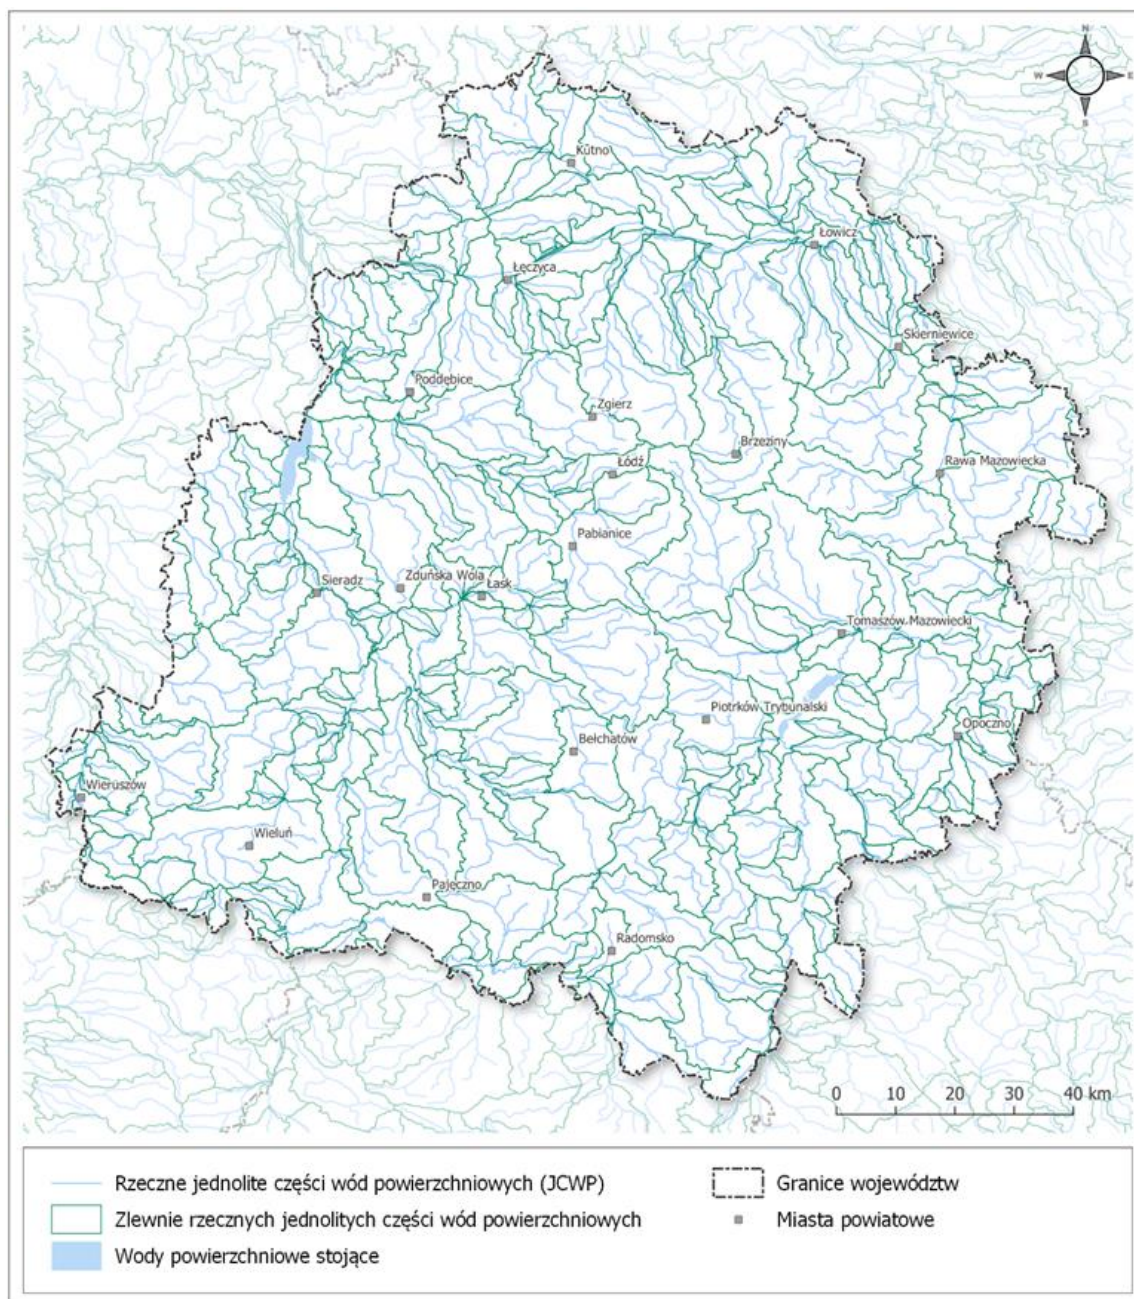 N
W E
S
Kutno
Łowicz
Łęczyca
Skierniewice
Poddębice
Zgierz
Brzeziny
Łódź
Rawa Mazowiecka
Pabianice
Zduńska Wola
Sieradz
Łask
Tomaszów Mazowiecki
Piotrków Trybunalski
Opoczno
Bełchatów
Wieruszów
Wieluń
Pajęczno
Radomsko
0 10 20 30 40 km
Rzeczne jednolite części wód powierzchniowych (JCWP)
Granice województw
Zlewnie rzecznych jednolitych części wód powierzchniowych
Miasta powiatowe
Wody powierzchniowe stojące